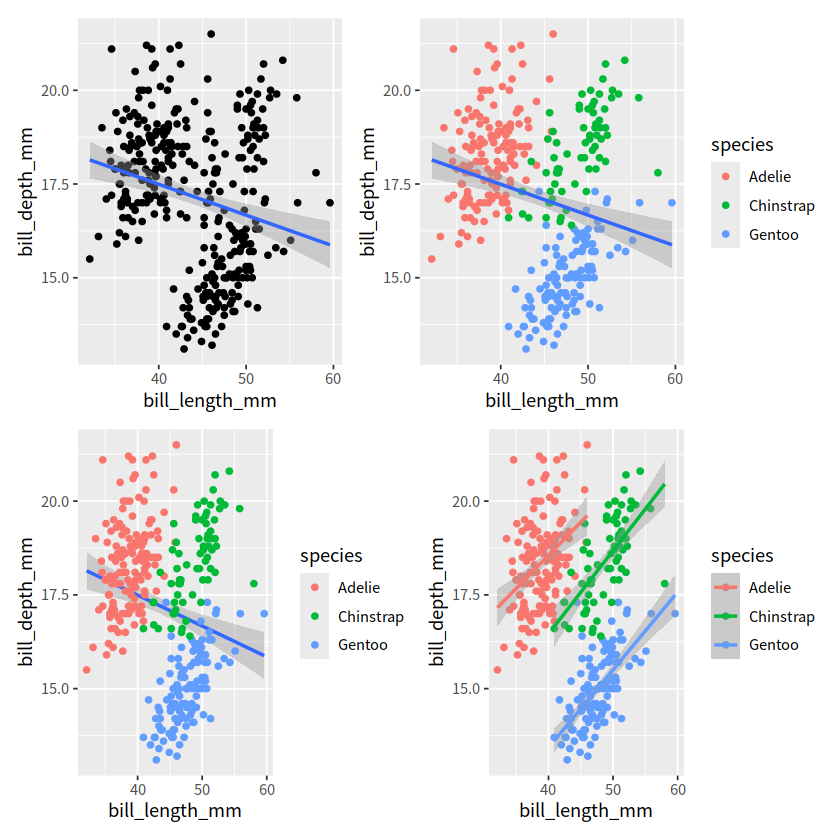 bill_depth_mm
20.0
17.5
15.0
40
50
60
bill_length_mm
bill_depth_mm
20.0
17.5
15.0
40
50
60
bill_length_mm
species
Adelie
Chinstrap
Gentoo
bill_depth_mm
20.0
17.5
15.0
40
50
60
bill_length_mm
species
Adelie
Chinstrap
Gentoo
bill_depth_mm
20.0
17.5
15.0
40
50
60
bill_length_mm
species
Adelie
Chinstrap
Gentoo